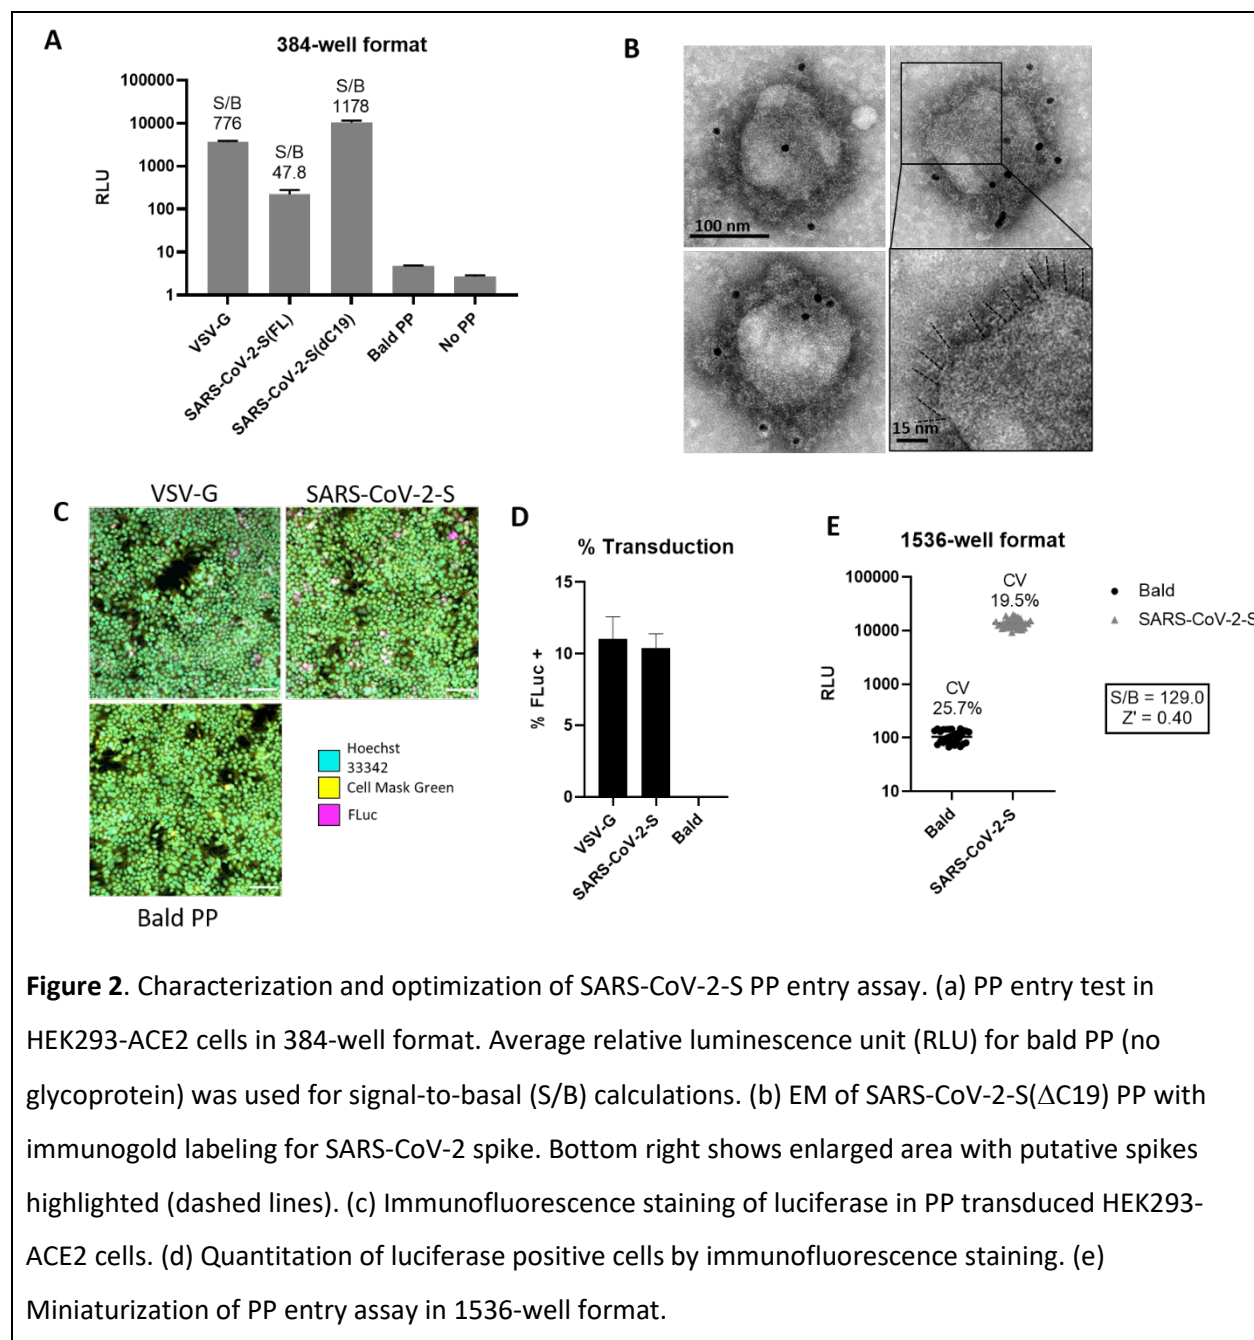 A
384-well format
RLU
100000
10000
1000
100
10
1
S/B
776
S/B
47.8
S/B
1178
VSV-G
SARS-CoV-2-S(FL)
SARS-CoV-2-S(dC19)
Bald PP
No PP
B
100 nm
15 nm
C
VSV-G
SARS-CoV-2-S
Bald PP
Hoechst
33342
Cell Mask Green
FLuc
D
% Transduction
% FLuc +
15
10
5
0
VSV-G
SARS-CoV-2-S
Bald
E
1536-well format
RLU
100000
10000
1000
100
10
CV
25.7%
CV
19.5%
Bald
SARS-CoV-2-S
Bald
SARS-CoV-2-S
S/B = 129.0
Z' = 0.40
Figure 2. Characterization and optimization of SARS-CoV-2-S PP entry assay. (a) PP entry test in
HEK293-ACE2 cells in 384-well format. Average relative luminescence unit (RLU) for bald PP (no
glycoprotein) was used for signal-to-basal (S/B) calculations. (b) EM of SARS-CoV-2-S(ΔC19) PP with
immunogold labeling for SARS-CoV-2 spike. Bottom right shows enlarged area with putative spikes
highlighted (dashed lines). (c) Immunofluorescence staining of luciferase in PP transduced HEK293-
ACE2 cells. (d) Quantitation of luciferase positive cells by immunofluorescence staining. (e)
Miniaturization of PP entry assay in 1536-well format.